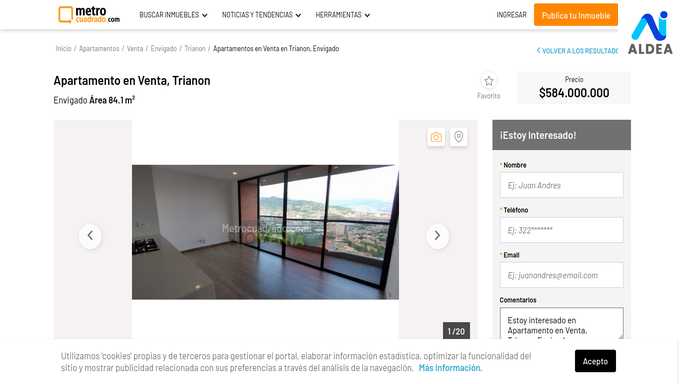 metro
cuadrado.com
BUSCAR INMUEBLES
NOTICIAS Y TENDENCIAS
HERRAMIENTAS
INGRESAR
Publica tu Inmueble
Inicio / Apartamentos / Venta / Envigado / Trianon / Apartamentos en Venta en Trianon, Envigado
VOLVER A LOS RESULTAD
ALDEA
Apartamento en Venta, Trianon
Envigado Área 84.1 m²
Favorito
Precio
$584.000.000
¡Estoy Interesado!
* Nombre
Ej: Juan Andres
* Teléfono
Ej: 322*******
* Email
Ej: juanandres@email.com
Comentarios
Estoy interesado en
Apartamento en Venta,
Metrocuadrado.com
1 / 20
Utilizamos 'cookies' propias y de terceros para gestionar el portal, elaborar información estadística, optimizar la funcionalidad del
sitio y mostrar publicidad relacionada con sus preferencias a través del análisis de la navegación. Más Información.
Acepto